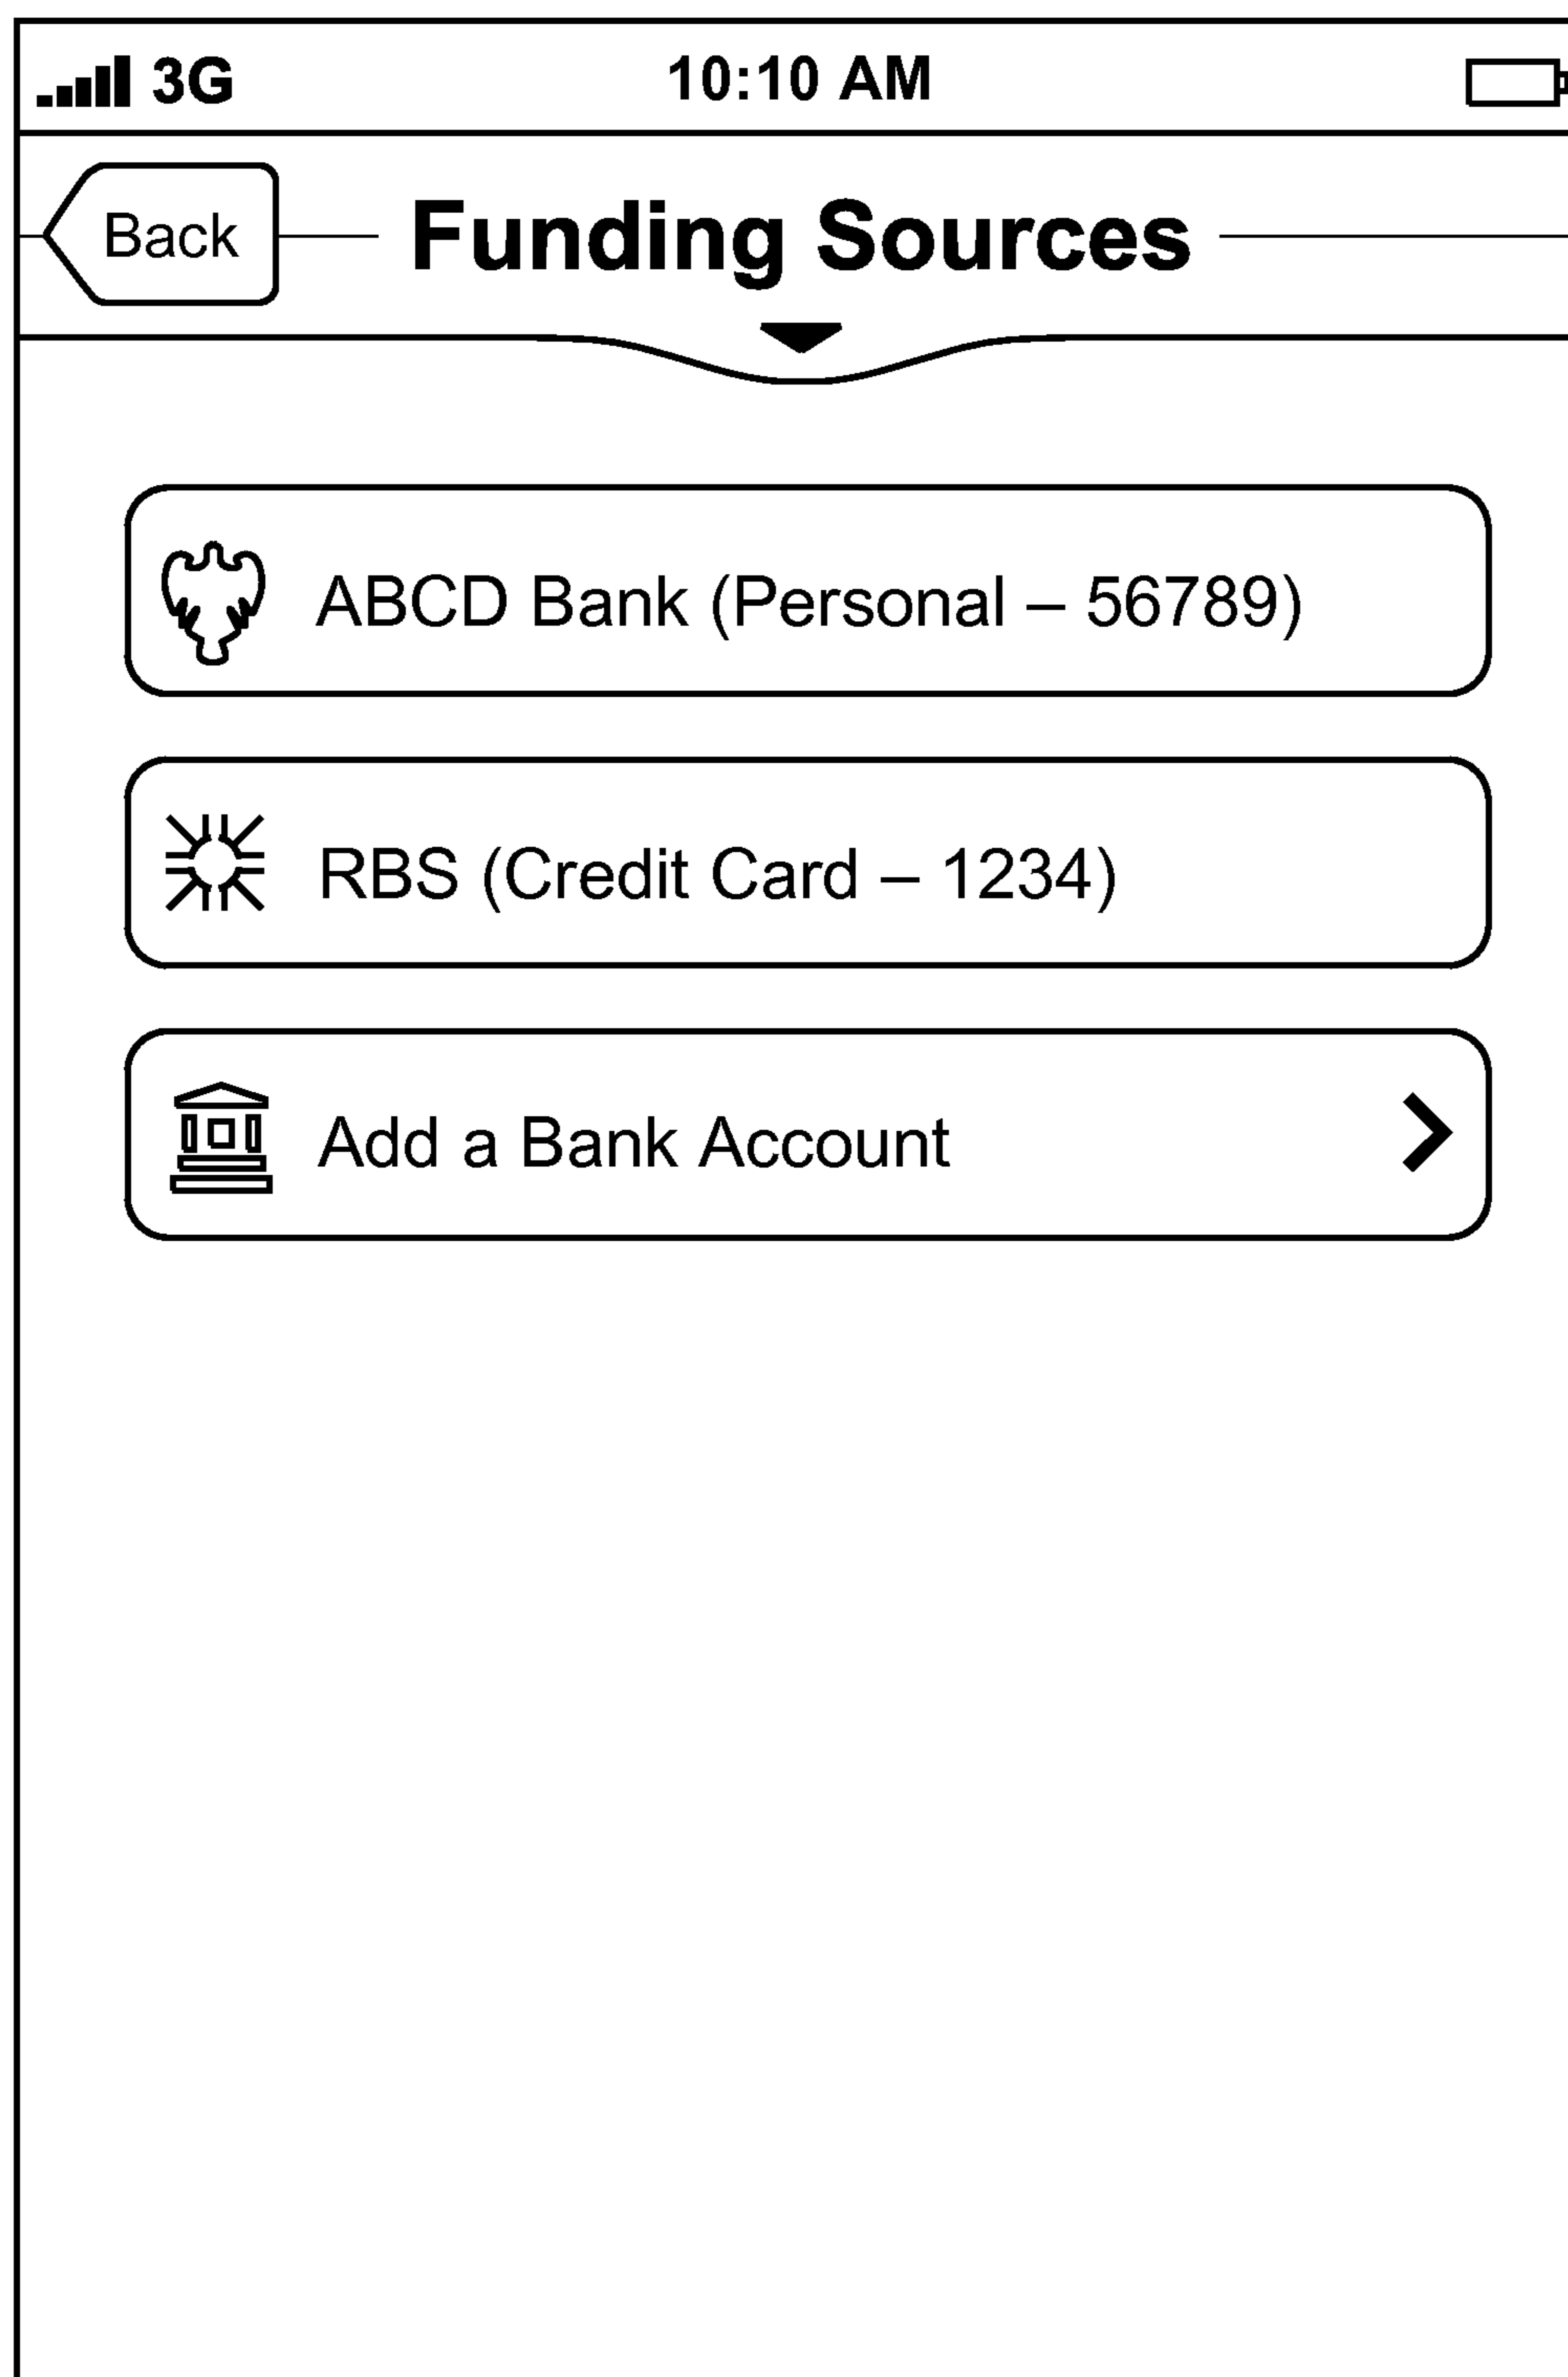 3G
10:10 AM
Back
Funding Sources
ABCD Bank (Personal – 56789)
RBS (Credit Card – 1234)
Add a Bank Account